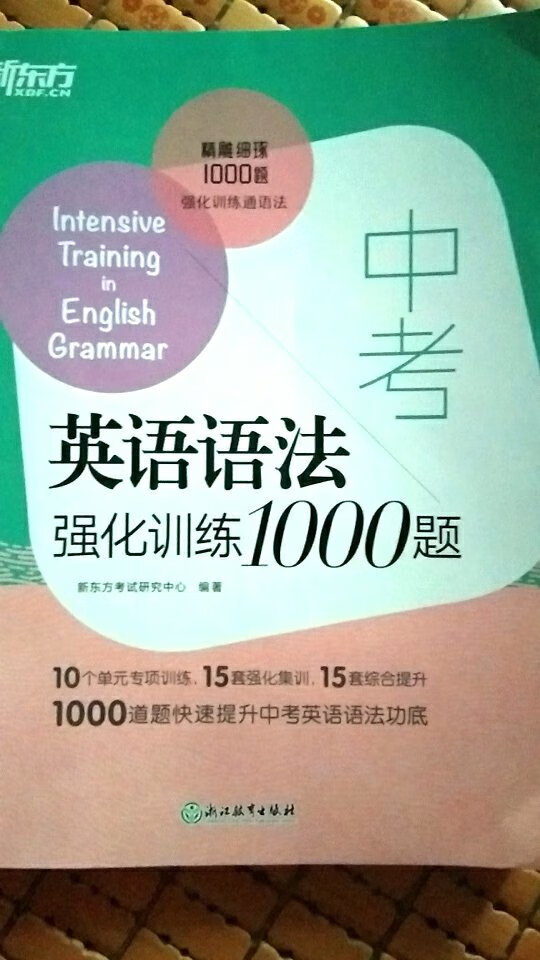 新东方
XDF.CN
精雕细琢
1000题
强化训练通语法
Intensive
Training
in
English
Grammar
中考
英语语法
强化训练1000题
新东方考试研究中心 编著
10个单元专项训练，15套强化集训，15套综合提升
1000道题快速提升中考英语语法功底
浙江教育出版社